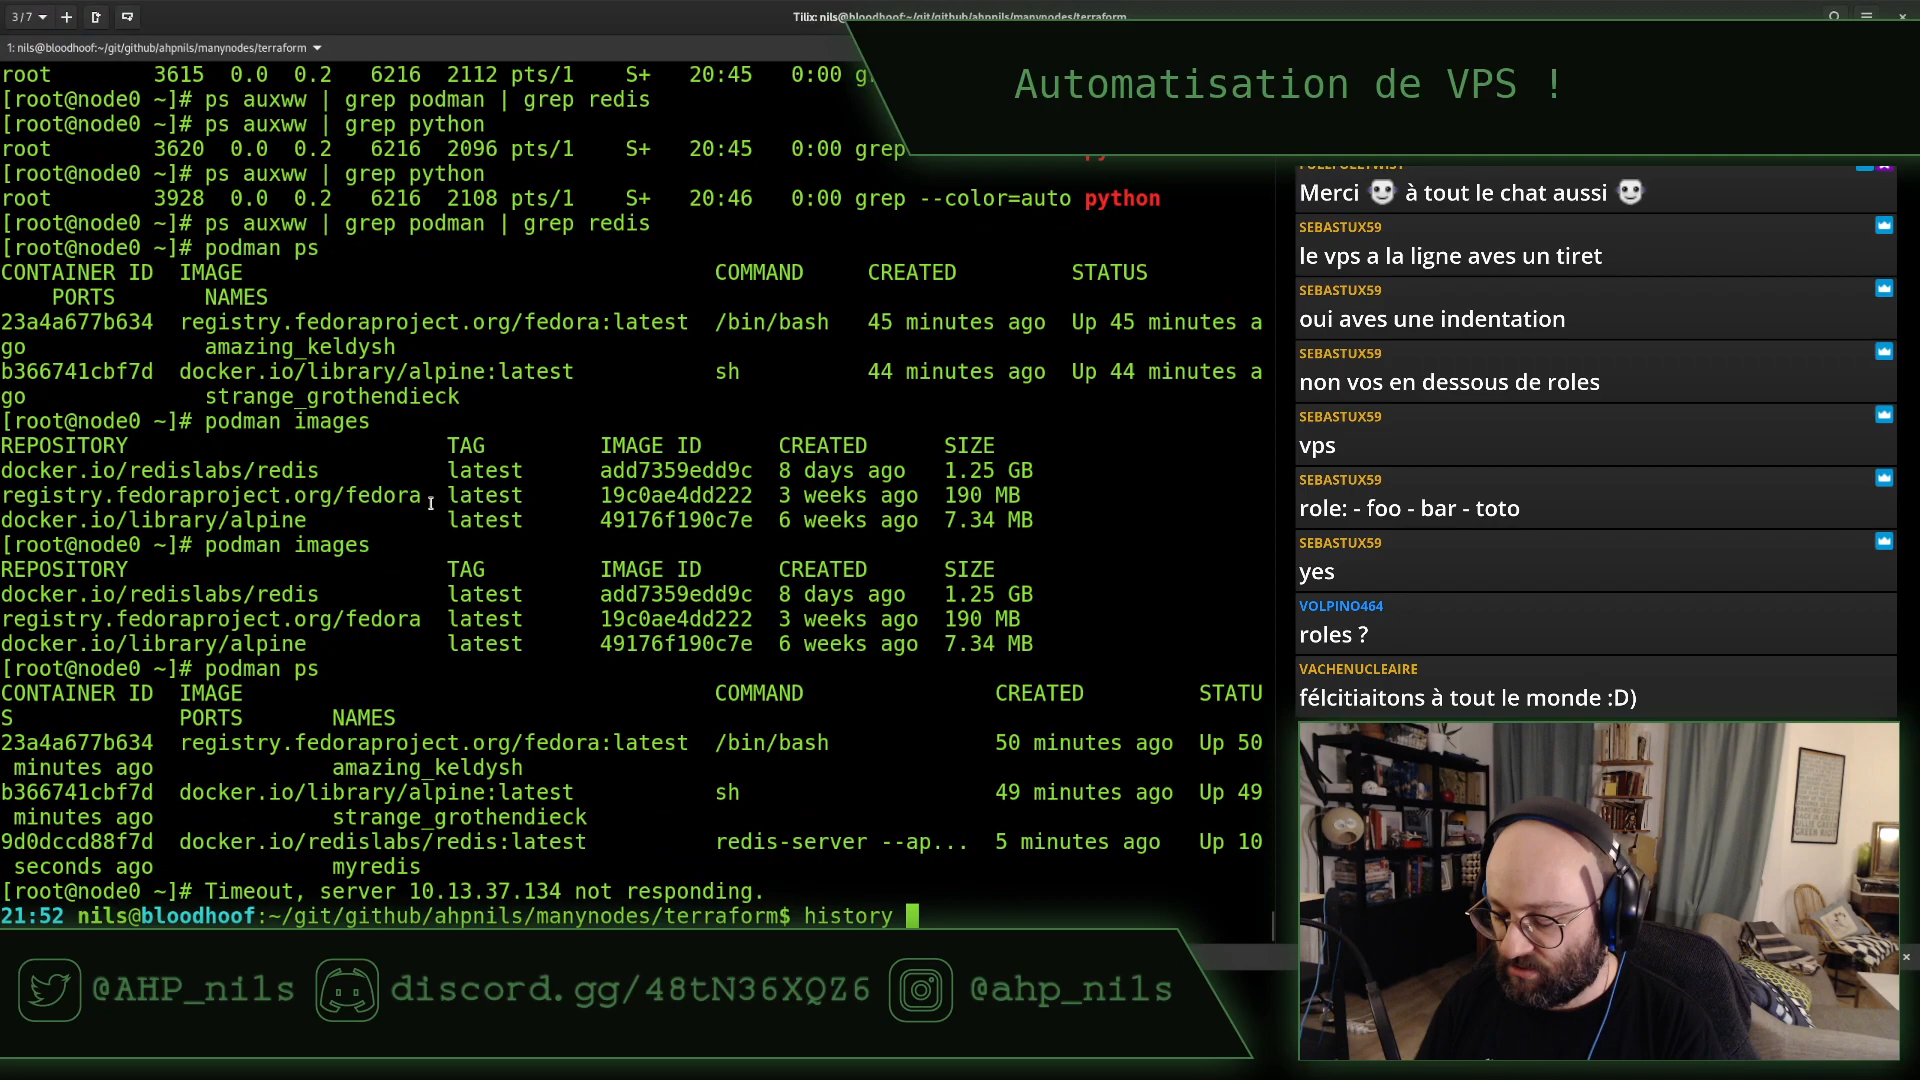 3/7
Tilix: nils@bloodhoof:~/git/github/ahpnils/manynodes/terraform
1: nils@bloodhoof:~/git/github/ahpnils/manynodes/terraform
Automatisation de VPS !
root        3615  0.0  0.2   6216  2112 pts/1    S+   20:45   0:00 g
[root@node0 ~]# ps auxww | grep podman | grep redis
[root@node0 ~]# ps auxww | grep python
root        3620  0.0  0.2   6216  2096 pts/1    S+   20:45   0:00 grep
[root@node0 ~]# ps auxww | grep python
root        3928  0.0  0.2   6216  2108 pts/1    S+   20:46   0:00 grep --color=auto python
[root@node0 ~]# ps auxww | grep podman | grep redis
[root@node0 ~]# podman ps
CONTAINER ID  IMAGE                                     COMMAND     CREATED         STATUS
    PORTS       NAMES
23a4a677b634  registry.fedoraproject.org/fedora:latest  /bin/bash   45 minutes ago  Up 45 minutes a
go              amazing_keldysh
b366741cbf7d  docker.io/library/alpine:latest           sh          44 minutes ago  Up 44 minutes a
go              strange_grothendieck
[root@node0 ~]# podman images
REPOSITORY                         TAG         IMAGE ID      CREATED      SIZE
docker.io/redislabs/redis          latest      add7359edd9c  8 days ago   1.25 GB
registry.fedoraproject.org/fedora  latest      19c0ae4dd222  3 weeks ago  190 MB
docker.io/library/alpine           latest      49176f190c7e  6 weeks ago  7.34 MB
[root@node0 ~]# podman images
REPOSITORY                         TAG         IMAGE ID      CREATED      SIZE
docker.io/redislabs/redis          latest      add7359edd9c  8 days ago   1.25 GB
registry.fedoraproject.org/fedora  latest      19c0ae4dd222  3 weeks ago  190 MB
docker.io/library/alpine           latest      49176f190c7e  6 weeks ago  7.34 MB
[root@node0 ~]# podman ps
CONTAINER ID  IMAGE                                     COMMAND               CREATED         STATU
S             PORTS       NAMES
23a4a677b634  registry.fedoraproject.org/fedora:latest  /bin/bash             50 minutes ago  Up 50
 minutes ago              amazing_keldysh
b366741cbf7d  docker.io/library/alpine:latest           sh                    49 minutes ago  Up 49
 minutes ago              strange_grothendieck
9d0dccd88f7d  docker.io/redislabs/redis:latest          redis-server --ap...  5 minutes ago   Up 10
 seconds ago              myredis
[root@node0 ~]# Timeout, server 10.13.37.134 not responding.
21:52 nils@bloodhoof:~/git/github/ahpnils/manynodes/terraform$ history
Merci à tout le chat aussi
SEBASTUX59
le vps a la ligne aves un tiret
SEBASTUX59
oui aves une indentation
SEBASTUX59
non vos en dessous de roles
SEBASTUX59
vps
SEBASTUX59
role: - foo - bar - toto
SEBASTUX59
yes
VOLPINO464
roles ?
VACHENUCLEAIRE
félcitiaitons à tout le monde :D)
@AHP_nils
discord.gg/48tN36XQZ6
@ahp_nils